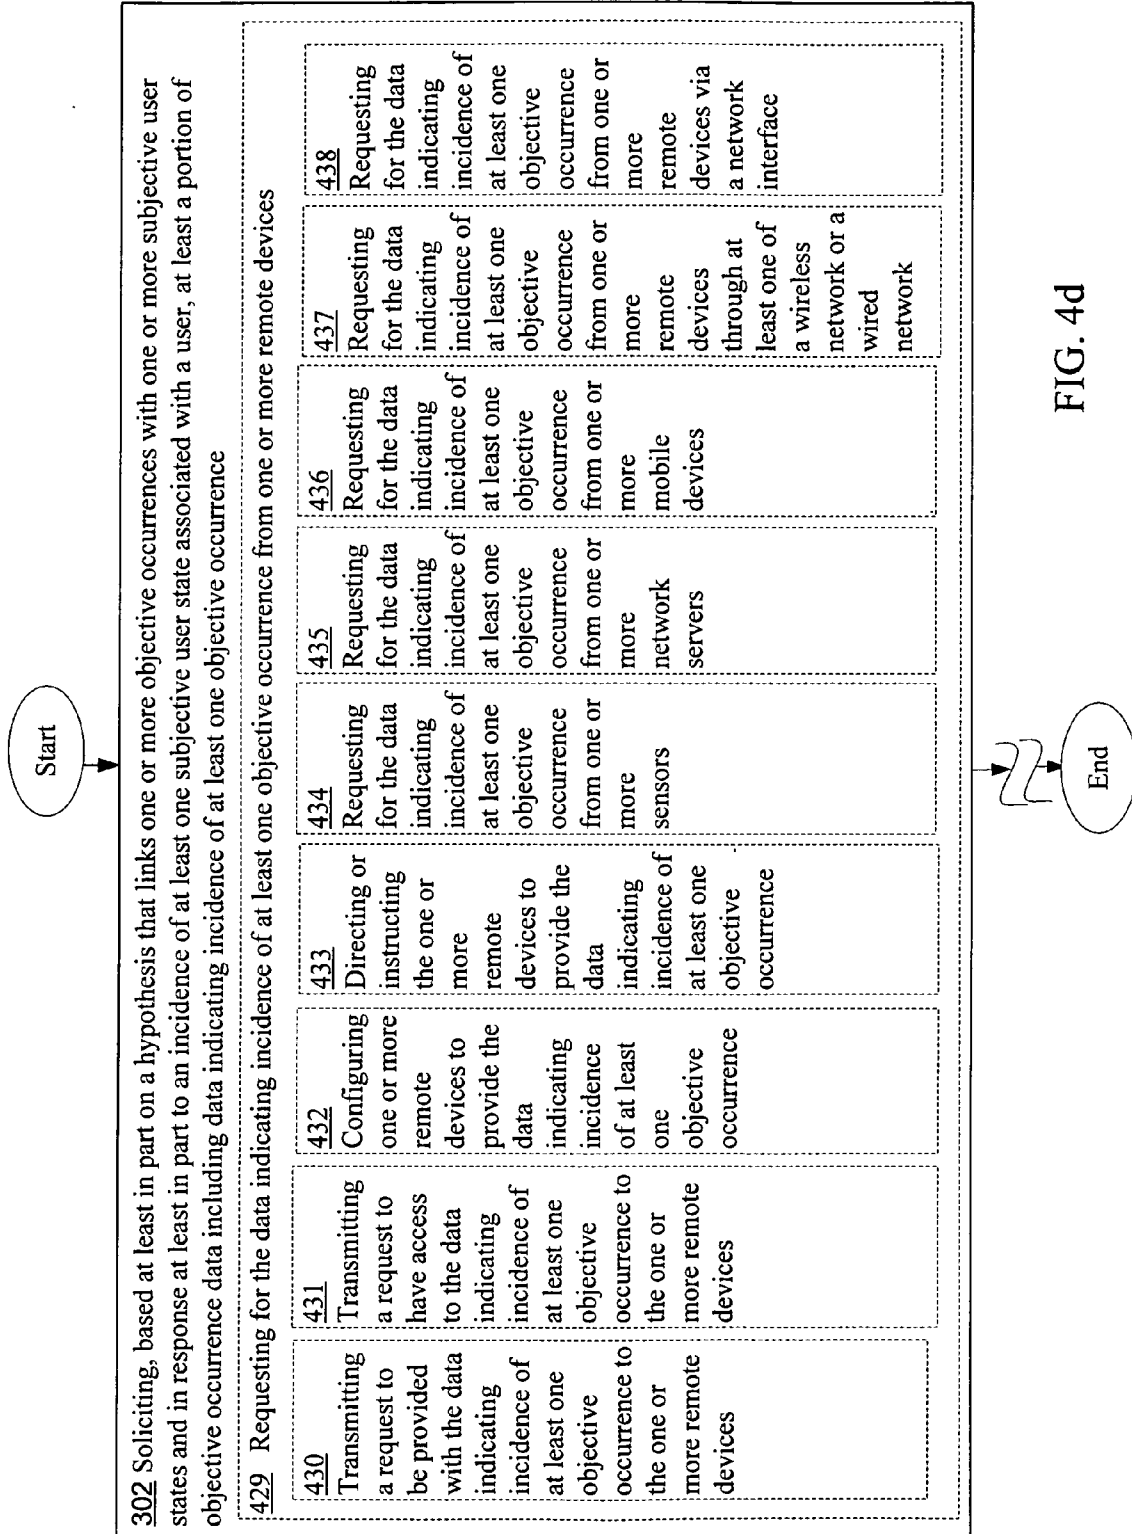 Start
302 Soliciting, based at least in part on a hypothesis that links one or more objective occurrences with one or more subjective user
states and in response at least in part to an incidence of at least one subjective user state associated with a user, at least a portion of
objective occurrence data including data indicating incidence of at least one objective occurrence
429 Requesting for the data indicating incidence of at least one objective occurrence from one or more remote devices
430
Transmitting
a request to
be provided
with the data
indicating
incidence of
at least one
objective
occurrence to
the one or
more remote
devices
431
Transmitting
a request to
have access
to the data
indicating
incidence of
at least one
objective
occurrence to
the one or
more remote
devices
432
Configuring
one or more
remote
devices to
provide the
data
indicating
incidence
of at least
one
objective
occurrence
433
Directing or
instructing
the one or
more
remote
devices to
provide the
data
indicating
incidence of
at least one
objective
occurrence
434
Requesting
for the data
indicating
incidence of
at least one
objective
occurrence
from one or
more
sensors
435
Requesting
for the data
indicating
incidence of
at least one
objective
occurrence
from one or
more
network
servers
436
Requesting
for the data
indicating
incidence of
at least one
objective
occurrence
from one or
more
mobile
devices
437
Requesting
for the data
indicating
incidence of
at least one
objective
occurrence
from one or
more
remote
devices
through at
least one of
a wireless
network or a
wired
network
438
Requesting
for the data
indicating
incidence of
at least one
objective
occurrence
from one or
more
remote
devices via
a network
interface
End
FIG. 4d